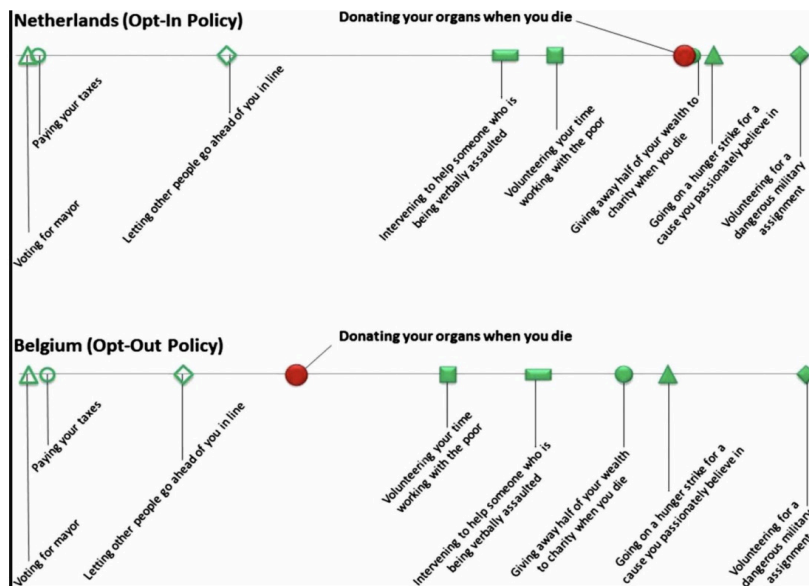 Netherlands (Opt-In Policy)
Donating your organs when you die
Voting for mayor
Paying your taxes
Letting other people go ahead of you in line
Intervening to help someone who is
being verbally assaulted
Volunteering your time
working with the poor
Giving away half of your wealth to
charity when you die
Going on a hunger strike for a
cause you passionately believe in
Volunteering for a
dangerous military
assignment
Belgium (Opt-Out Policy)
Donating your organs when you die
Voting for mayor
Paying your taxes
Letting other people go ahead of you in line
Volunteering your time
working with the poor
Intervening to help someone who is
being verbally assaulted
Giving away half of your wealth
to charity when you die
Going on a hunger strike for a
cause you passionately believe in
Volunteering for a
dangerous military
assignment